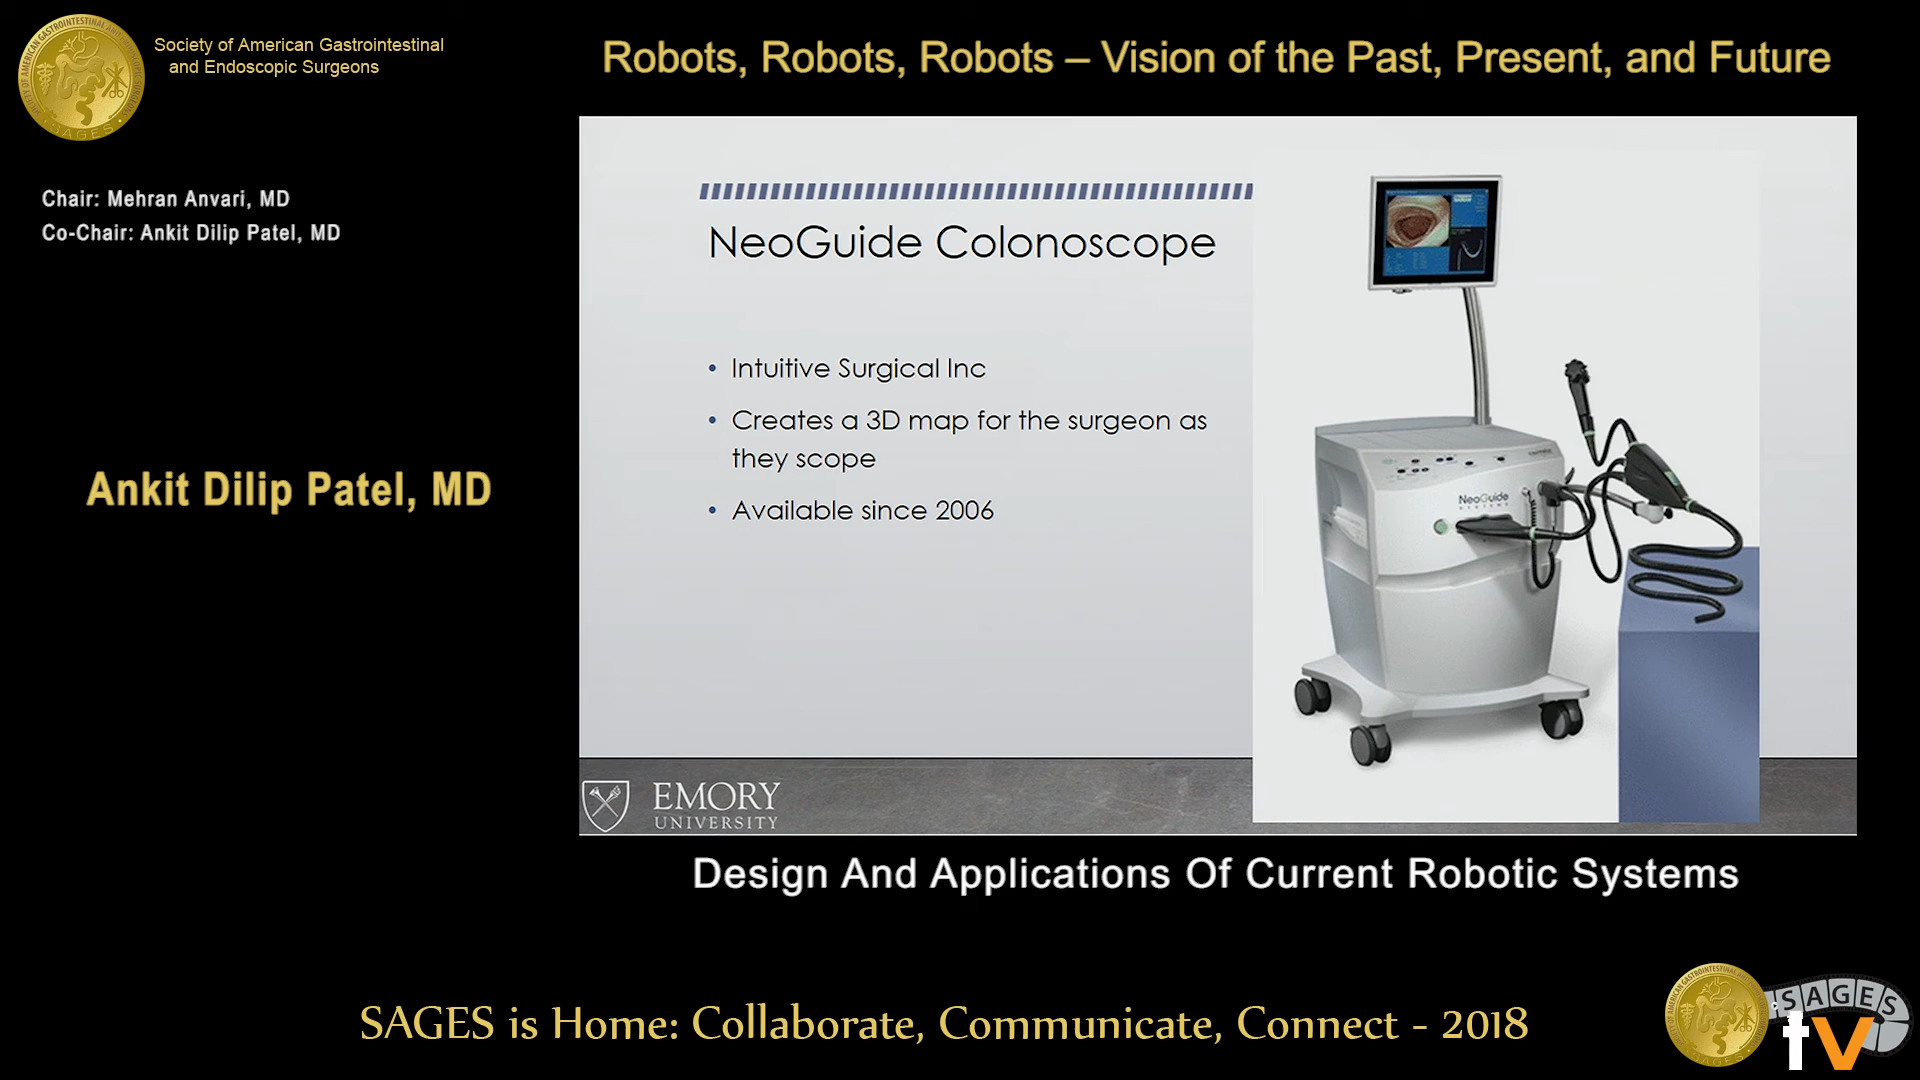 Society of American Gastrointestinal
and Endoscopic Surgeons
Robots, Robots, Robots – Vision of the Past, Present, and Future
Chair: Mehran Anvari, MD
Co-Chair: Ankit Dilip Patel, MD
Ankit Dilip Patel, MD
NeoGuide Colonoscope
• Intuitive Surgical Inc
• Creates a 3D map for the surgeon as
they scope
• Available since 2006
NeoGuide
SYSTEMS
EMORY
UNIVERSITY
Design And Applications Of Current Robotic Systems
SAGES is Home: Collaborate, Communicate, Connect - 2018
SAGES
tv